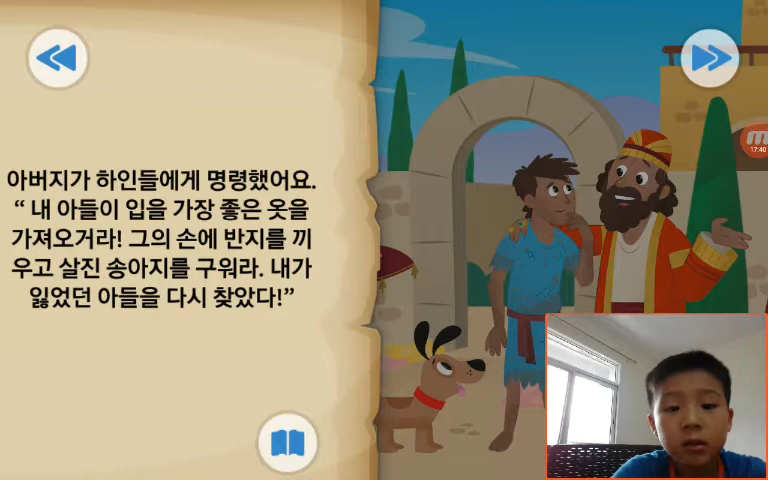 아버지가 하인들에게 명령했어요.
“ 내 아들이 입을 가장 좋은 옷을
가져오거라! 그의 손에 반지를 끼
우고 살진 송아지를 구워라. 내가
잃었던 아들을 다시 찾았다!”
17:40